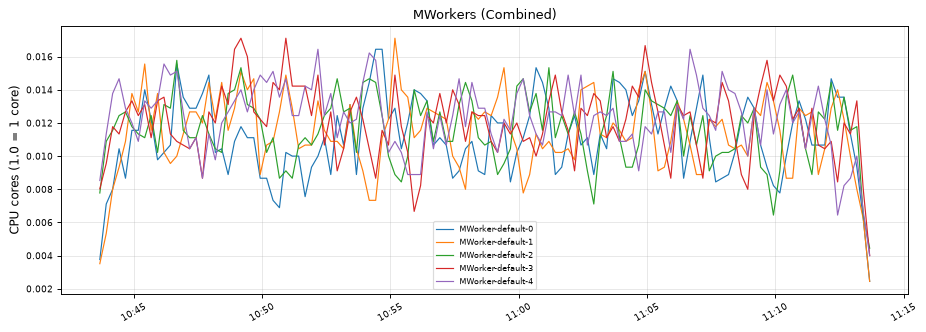 MWorkers (Combined)
CPU cores (1.0 = 1 core)
0.016
0.014
0.012
0.010
0.008
0.006
0.004
0.002
MWorker-default-0
MWorker-default-1
MWorker-default-2
MWorker-default-3
MWorker-default-4
10:45
10:50
10:55
11:00
11:05
11:10
11:15